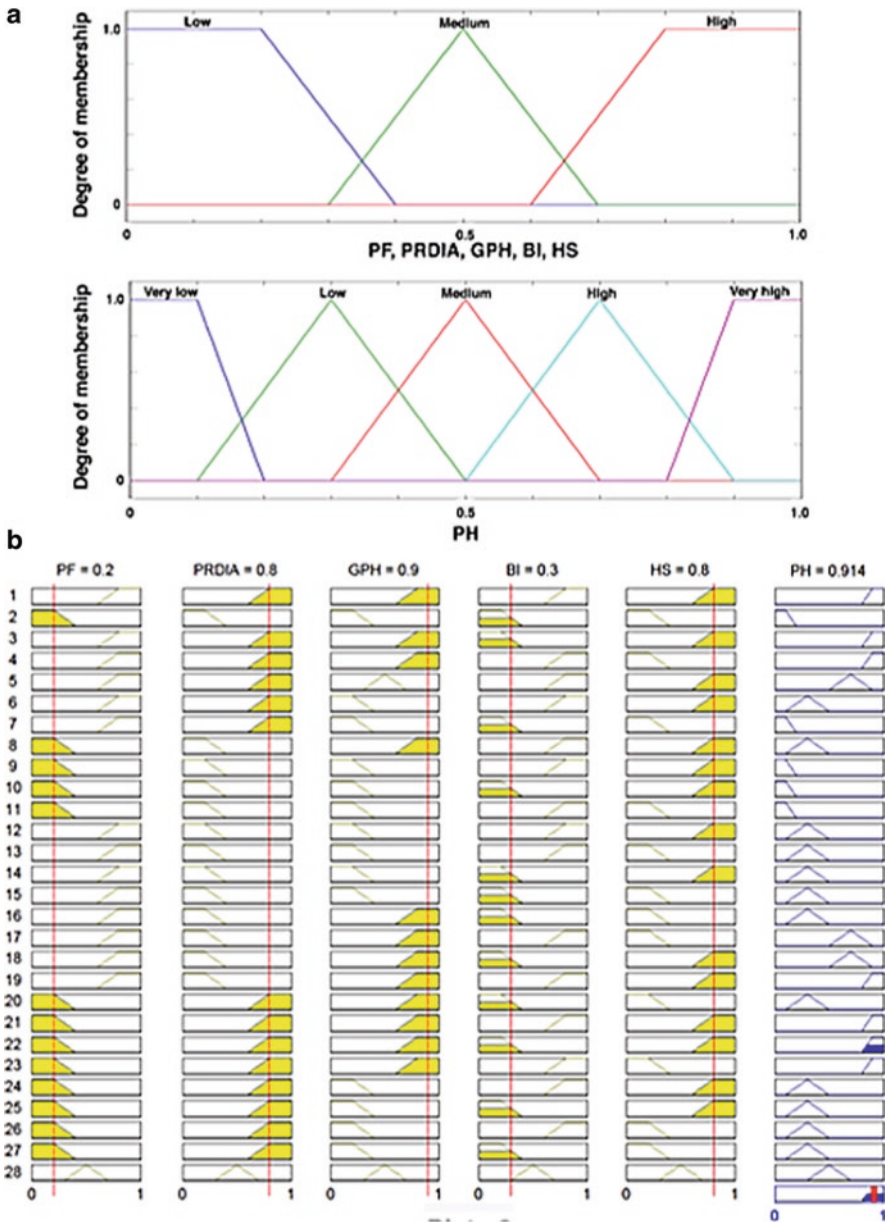 a
Low Medium High
Degree of membership
1.0
0
0 0.5 1.0
PF, PRDIA, GPH, BI, HS
Very low Low Medium High Very high
Degree of membership
1.0
0
0 0.5 1.0
PH
b
PF = 0.2 PRDIA = 0.8 GPH = 0.9 BI = 0.3 HS = 0.8 PH = 0.914
1
2
3
4
5
6
7
8
9
10
11
12
13
14
15
16
17
18
19
20
21
22
23
24
25
26
27
28
0 1 0 1 0 1 0 1 0 1
0 1